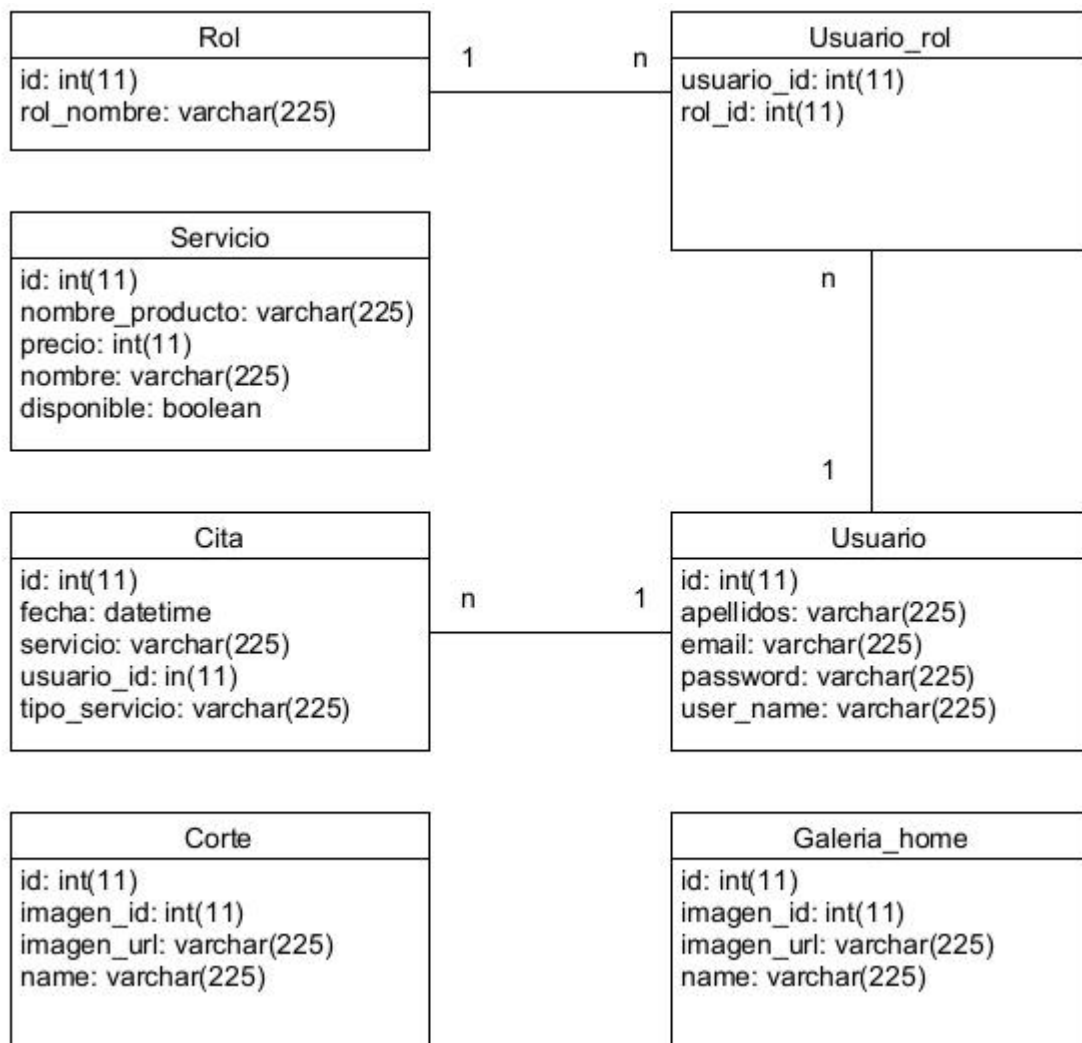 Rol
id: int(11)
rol_nombre: varchar(225)
1
n
Usuario_rol
usuario_id: int(11)
rol_id: int(11)
Servicio
id: int(11)
nombre_producto: varchar(225)
precio: int(11)
nombre: varchar(225)
disponible: boolean
n
1
Cita
id: int(11)
fecha: datetime
servicio: varchar(225)
usuario_id: in(11)
tipo_servicio: varchar(225)
n
1
Usuario
id: int(11)
apellidos: varchar(225)
email: varchar(225)
password: varchar(225)
user_name: varchar(225)
Corte
id: int(11)
imagen_id: int(11)
imagen_url: varchar(225)
name: varchar(225)
Galeria_home
id: int(11)
imagen_id: int(11)
imagen_url: varchar(225)
name: varchar(225)